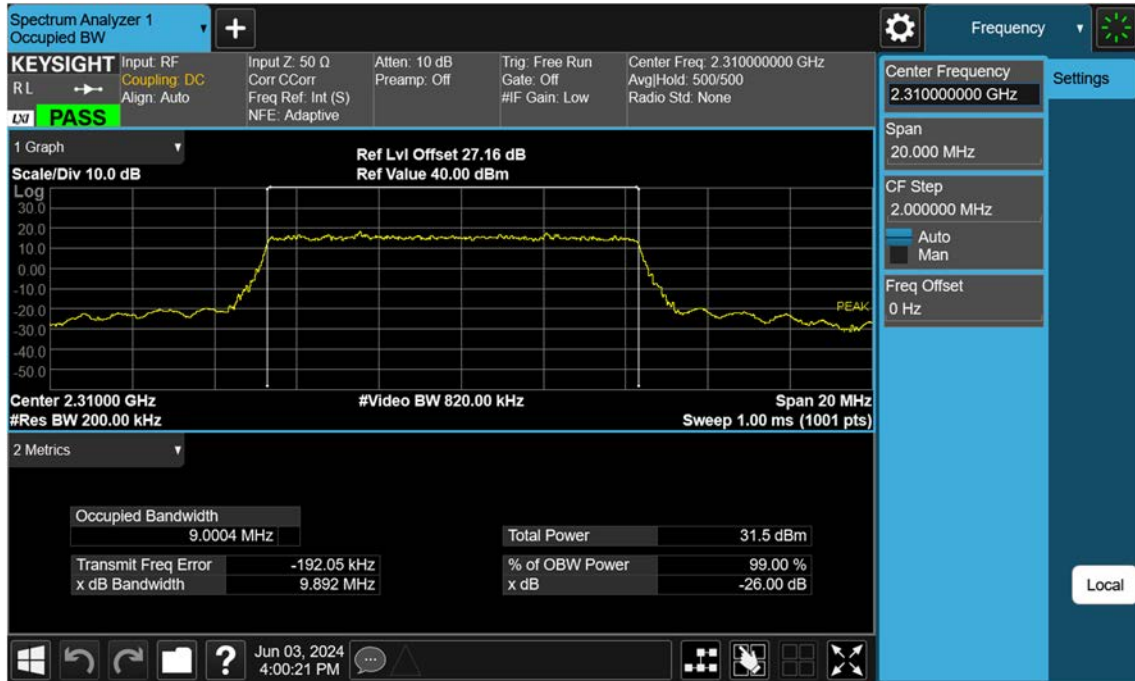 Spectrum Analyzer 1
Occupied BW
+
Frequency
KEYSIGHT
RL
LXI PASS
Input: RF
Coupling: DC
Align: Auto
Input Z: 50 Ω
Corr CCorr
Freq Ref: Int (S)
NFE: Adaptive
Atten: 10 dB
Preamp: Off
Trig: Free Run
Gate: Off
#IF Gain: Low
Center Freq: 2.310000000 GHz
Avg|Hold: 500/500
Radio Std: None
Center Frequency
2.310000000 GHz
Settings
Span
20.000 MHz
CF Step
2.000000 MHz
Auto
Man
Freq Offset
0 Hz
Local
1 Graph
Scale/Div 10.0 dB
Ref Lvl Offset 27.16 dB
Ref Value 40.00 dBm
Log
30.0
20.0
10.0
0.00
-10.0
-20.0
-30.0
-40.0
-50.0
PEAK
Center 2.31000 GHz
#Video BW 820.00 kHz
Span 20 MHz
#Res BW 200.00 kHz
Sweep 1.00 ms (1001 pts)
2 Metrics
Occupied Bandwidth
9.0004 MHz
Total Power 31.5 dBm
Transmit Freq Error -192.05 kHz
% of OBW Power 99.00 %
x dB Bandwidth 9.892 MHz
x dB -26.00 dB
?
Jun 03, 2024
4:00:21 PM